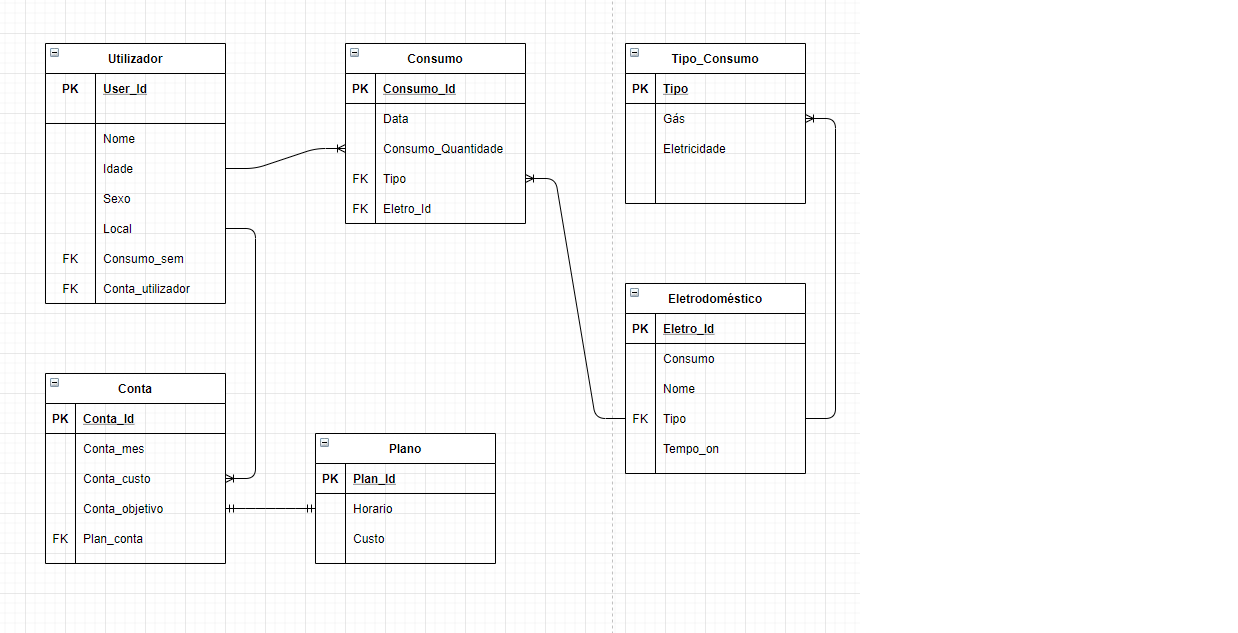 Utilizador
PK User_Id
Nome
Idade
Sexo
Local
FK Consumo_sem
FK Conta_utilizador
Consumo
PK Consumo_Id
Data
Consumo_Quantidade
FK Tipo
FK Eletro_Id
Tipo_Consumo
PK Tipo
Gás
Eletricidade
Eletrodoméstico
PK Eletro_Id
Consumo
Nome
FK Tipo
Tempo_on
Conta
PK Conta_Id
Conta_mes
Conta_custo
Conta_objetivo
FK Plan_conta
Plano
PK Plan_Id
Horario
Custo